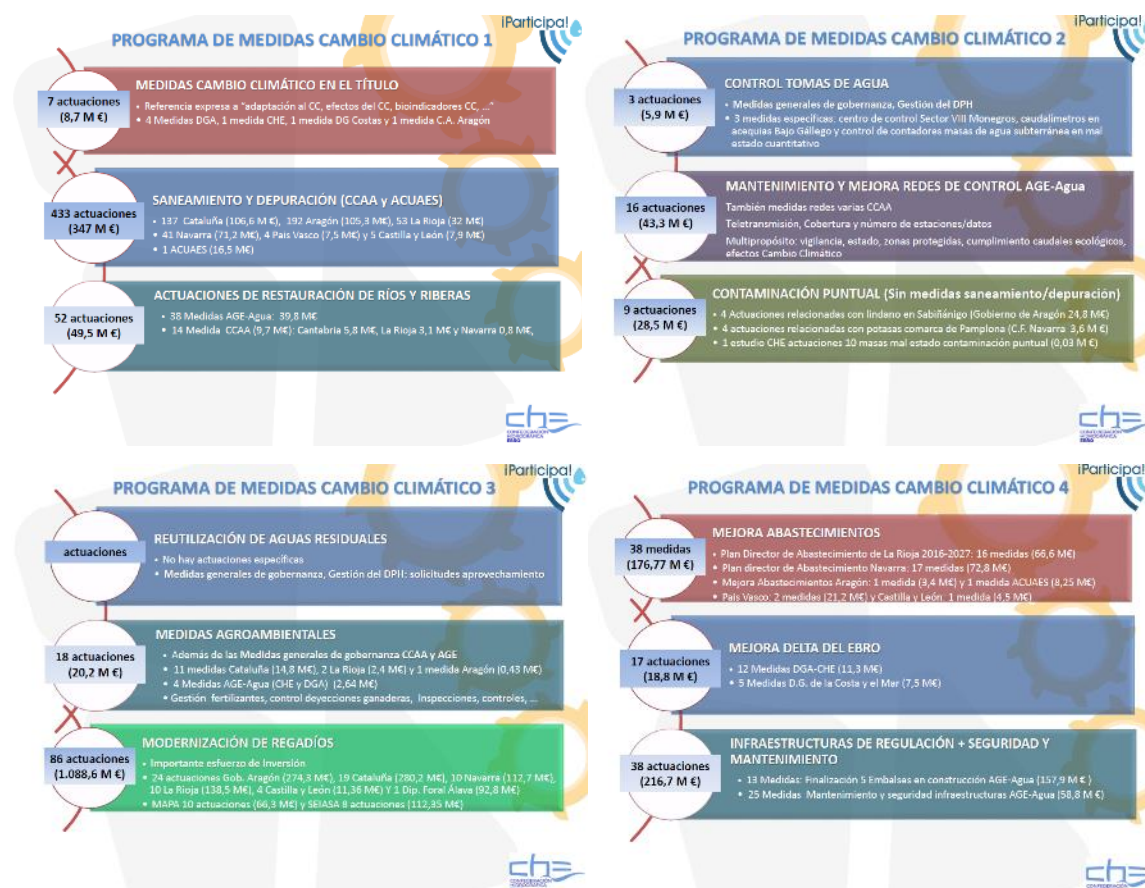 iParticipa!
PROGRAMA DE MEDIDAS CAMBIO CLIMÁTICO 1
7 actuaciones
(8,7 M €)
MEDIDAS CAMBIO CLIMÁTICO EN EL TÍTULO
• Referencia expresa a "adaptación al CC, efectos del CC, bioindicadores CC, ..."
• 4 Medidas DGA, 1 medida CHE, 1 medida DG Costas y 1 medida C.A. Aragón
433 actuaciones
(347 M €)
SANEAMIENTO Y DEPURACIÓN (CCAA y ACUAES)
• 137 Cataluña (106,6 M€), 192 Aragón (105,3 M€), 53 La Rioja (32 M€)
• 41 Navarra (71,2 M€), 4 País Vasco (7,5 M€) y 5 Castilla y León (7,9 M€)
• 1 ACUAES (16,5 M€)
52 actuaciones
(49,5 M €)
ACTUACIONES DE RESTAURACIÓN DE RÍOS Y RIBERAS
• 38 Medidas AGE-Agua: 39,8 M€
• 14 Medida CCAA (9,7 M€): Cantabria 5,8 M€, La Rioja 3,1 M€ y Navarra 0,8 M€,
che
CONFEDERACIÓN
HIDROGRÁFICA
EBRO
iParticipa!
PROGRAMA DE MEDIDAS CAMBIO CLIMÁTICO 2
3 actuaciones
(5,9 M €)
CONTROL TOMAS DE AGUA
• Medidas generales de gobernanza, Gestión del DPH
• 3 medidas específicas: centro de control Sector VIII Monegros, caudalímetros en
acequias Bajo Gállego y control de contadores masas de agua subterránea en mal
estado cuantitativo
16 actuaciones
(43,3 M €)
MANTENIMIENTO Y MEJORA REDES DE CONTROL AGE-Agua
También medidas redes varias CCAA
Teletransmisión, Cobertura y número de estaciones/datos
Multipropósito: vigilancia, estado, zonas protegidas, cumplimiento caudales ecológicos,
efectos Cambio Climático
9 actuaciones
(28,5 M €)
CONTAMINACIÓN PUNTUAL (Sin medidas saneamiento/depuración)
• 4 Actuaciones relacionadas con lindano en Sabiñánigo (Gobierno de Aragón 24,8 M€)
• 4 actuaciones relacionadas con potasas comarca de Pamplona (C.F. Navarra 3,6 M €)
• 1 estudio CHE actuaciones 10 masas mal estado contaminación puntual (0,03 M €)
che
CONFEDERACIÓN
HIDROGRÁFICA
EBRO
iParticipa!
PROGRAMA DE MEDIDAS CAMBIO CLIMÁTICO 3
actuaciones
REUTILIZACIÓN DE AGUAS RESIDUALES
• No hay actuaciones específicas
• Medidas generales de gobernanza, Gestión del DPH: solicitudes aprovechamiento
18 actuaciones
(20,2 M €)
MEDIDAS AGROAMBIENTALES
• Además de las Medidas generales de gobernanza CCAA y AGE
• 11 medidas Cataluña (14,8 M€), 2 La Rioja (2,4 M€) y 1 medida Aragón (0,43 M€)
• 4 Medidas AGE-Agua (CHE y DGA) (2,64 M€)
• Gestión fertilizantes, control deyecciones ganaderas, Inspecciones, controles, ...
86 actuaciones
(1.088,6 M €)
MODERNIZACIÓN DE REGADÍOS
• Importante esfuerzo de Inversión
• 24 actuaciones Gob. Aragón (274,3 M€), 19 Cataluña (280,2 M€), 10 Navarra (112,7 M€),
10 La Rioja (138,5 M€), 4 Castilla y León (11,36 M€) Y 1 Dip. Foral Álava (92,8 M€)
• MAPA 10 actuaciones (66,3 M€) y SEIASA 8 actuaciones (112,35 M€)
che
CONFEDERACIÓN
HIDROGRÁFICA
iParticipa!
PROGRAMA DE MEDIDAS CAMBIO CLIMÁTICO 4
38 medidas
(176,77 M €)
MEJORA ABASTECIMIENTOS
• Plan Director de Abastecimiento de La Rioja 2016-2027: 16 medidas (66,6 M€)
• Plan director de Abastecimiento Navarra: 17 medidas (72,8 M€)
• Mejora Abastecimientos Aragón: 1 medida (3,4 M€) y 1 medida ACUAES (8,25 M€)
• País Vasco: 2 medidas (21,2 M€) y Castilla y León: 1 medida (4,5 M€)
17 actuaciones
(18,8 M €)
MEJORA DELTA DEL EBRO
• 12 Medidas DGA-CHE (11,3 M€)
• 5 Medidas D.G. de la Costa y el Mar (7,5 M€)
38 actuaciones
(216,7 M €)
INFRAESTRUCTURAS DE REGULACIÓN + SEGURIDAD Y
MANTENIMIENTO
• 13 Medidas: Finalización 5 Embalses en construcción AGE-Agua (157,9 M € )
• 25 Medidas Mantenimiento y seguridad infraestructuras AGE-Agua (58,8 M €)
che